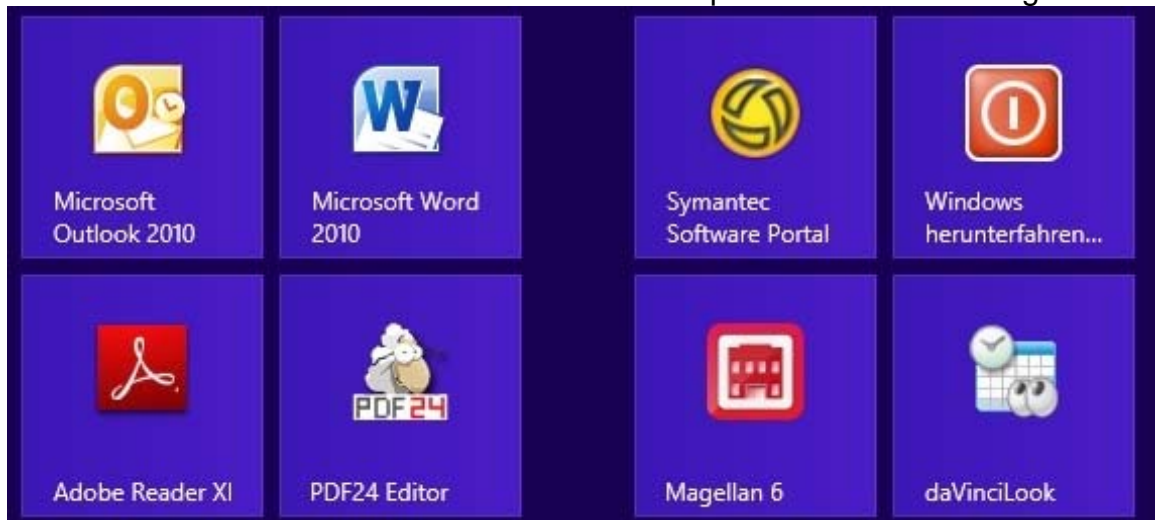 Microsoft
Outlook 2010
Microsoft Word
2010
Symantec
Software Portal
Windows
herunterfahren...
Adobe Reader XI
PDF24
PDF24 Editor
Magellan 6
daVinciLook